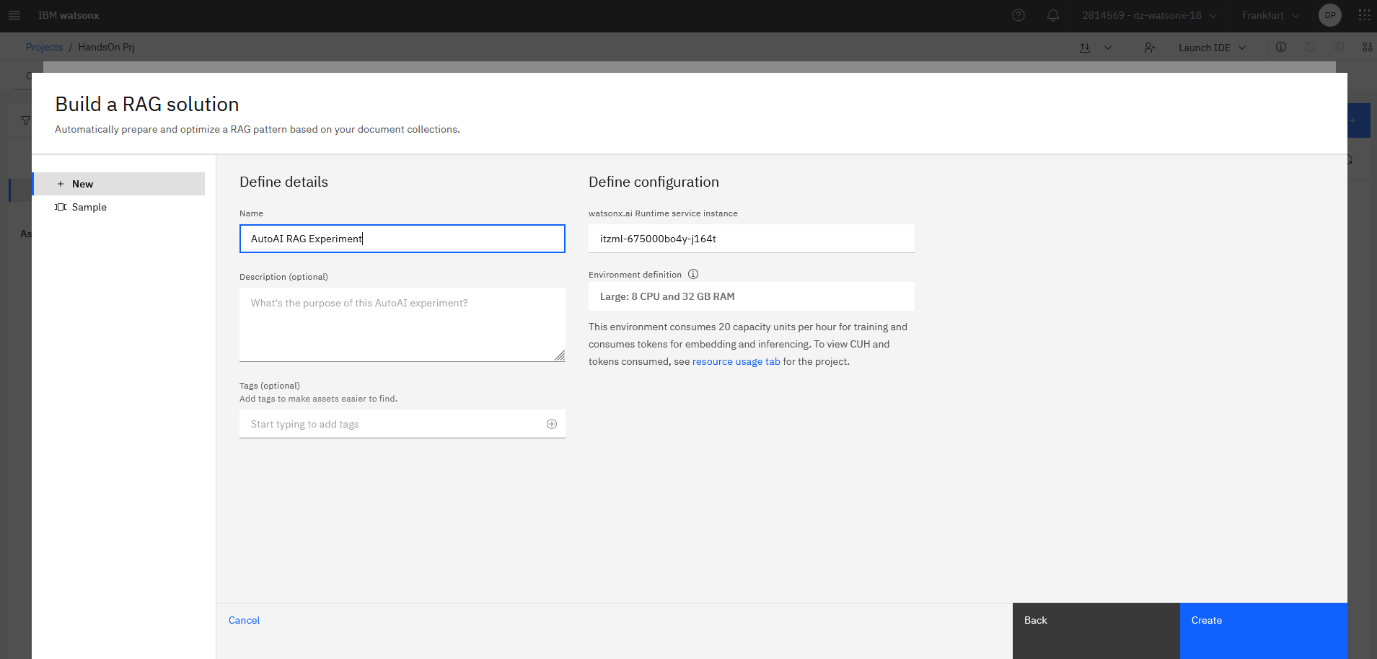 IBM watsonx
2814569 - itz-watsonx-18
Frankfurt
DP
Projects / HandsOn Prj
Launch IDE
Build a RAG solution
Automatically prepare and optimize a RAG pattern based on your document collections.
+ New
Sample
As
Define details
Name
AutoAI RAG Experiment
Description (optional)
What's the purpose of this AutoAI experiment?
Tags (optional)
Add tags to make assets easier to find.
Start typing to add tags
Define configuration
watsonx.ai Runtime service instance
itzml-675000bo4y-j164t
Environment definition
Large: 8 CPU and 32 GB RAM
This environment consumes 20 capacity units per hour for training and
consumes tokens for embedding and inferencing. To view CUH and
tokens consumed, see resource usage tab for the project.
Cancel
Back
Create